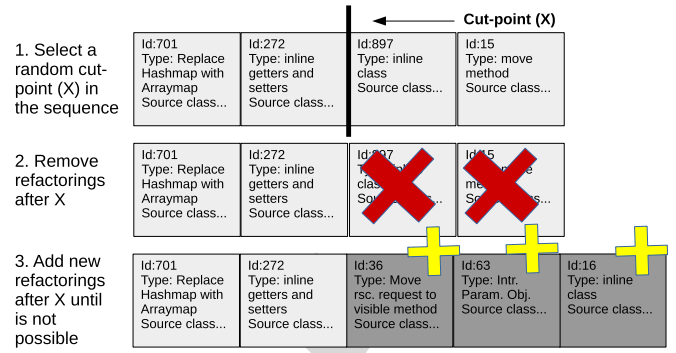 Cut-point (X)
1. Select a
random cut-
point (X) in
the sequence
Id:701
Type: Replace
Hashmap with
Arraymap
Source class...
Id:272
Type: inline
getters and
setters
Source class...
Id:897
Type: inline
class
Source class...
Id:15
Type: move
method
Source class...
2. Remove
refactorings
after X
Id:701
Type: Replace
Hashmap with
Arraymap
Source class...
Id:272
Type: inline
getters and
setters
Source class...
3. Add new
refactorings
after X until
is not
possible
Id:701
Type: Replace
Hashmap with
Arraymap
Source class...
Id:272
Type: inline
getters and
setters
Source class...
Id:36
Type: Move
rsc. request to
visible method
Source class...
Id:63
Type: Intr.
Param. Obj.
Source class...
Id:16
Type: inline
class
Source class...